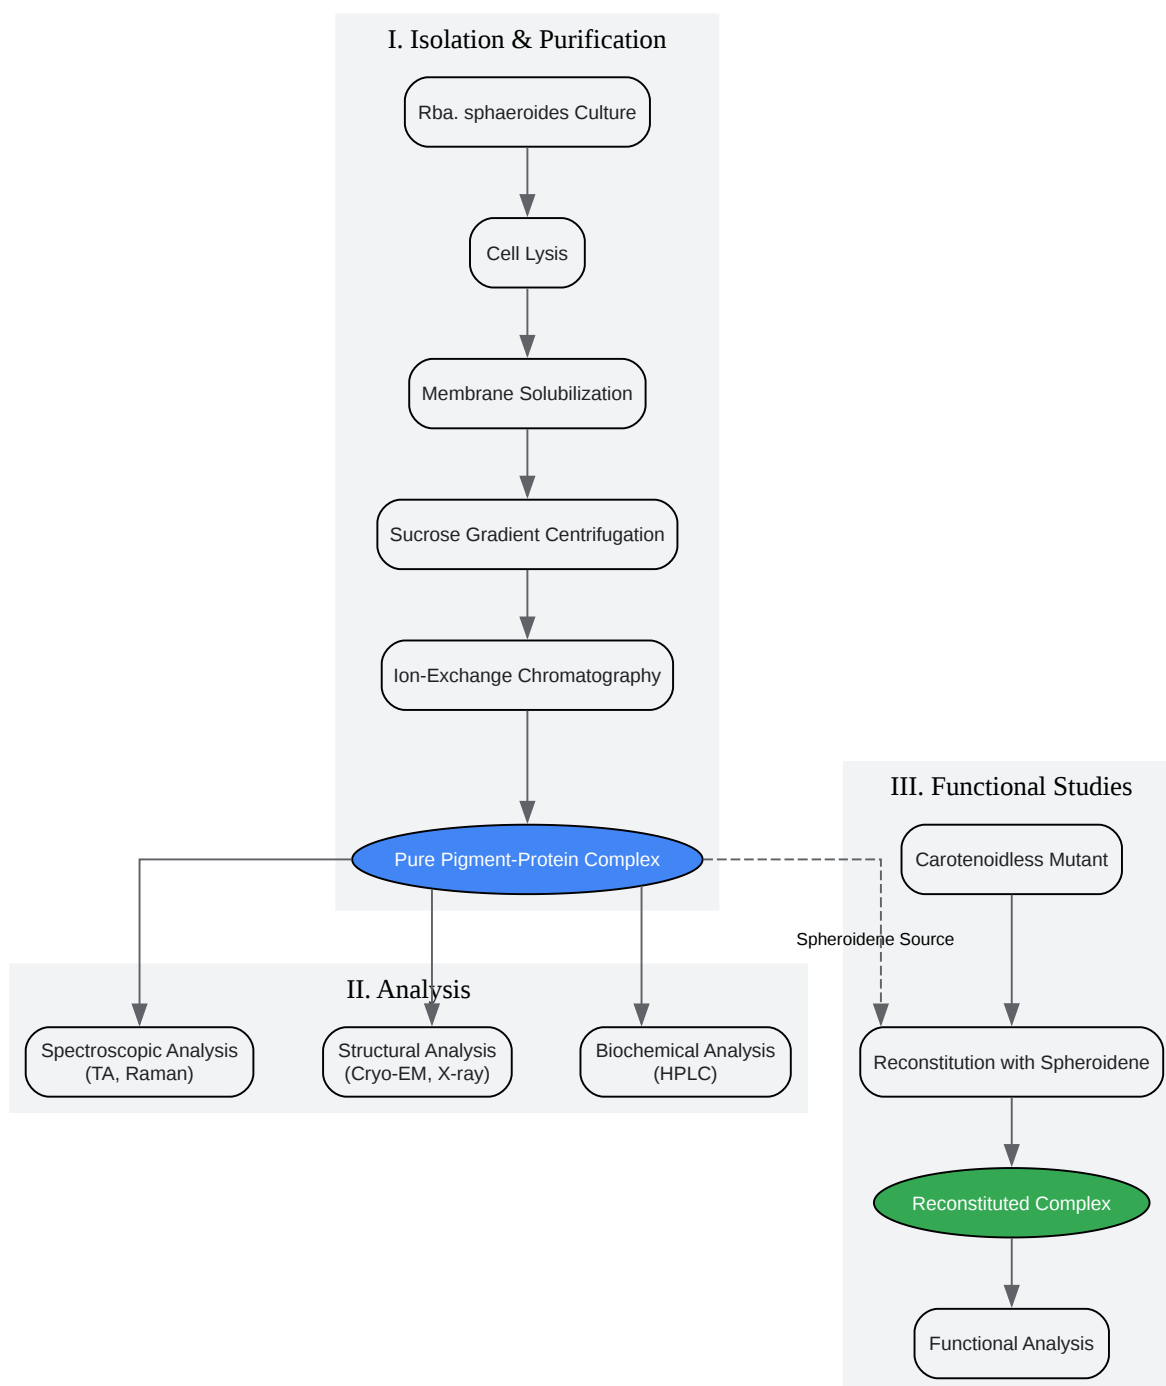 I. Isolation & Purification
Rba. sphaeroides Culture
Cell Lysis
Membrane Solubilization
Sucrose Gradient Centrifugation
Ion-Exchange Chromatography
Pure Pigment-Protein Complex
II. Analysis
Spectroscopic Analysis
(TA, Raman)
Structural Analysis
(Cryo-EM, X-ray)
Biochemical Analysis
(HPLC)
III. Functional Studies
Carotenoidless Mutant
Spheroidene Source
Reconstitution with Spheroidene
Reconstituted Complex
Functional Analysis